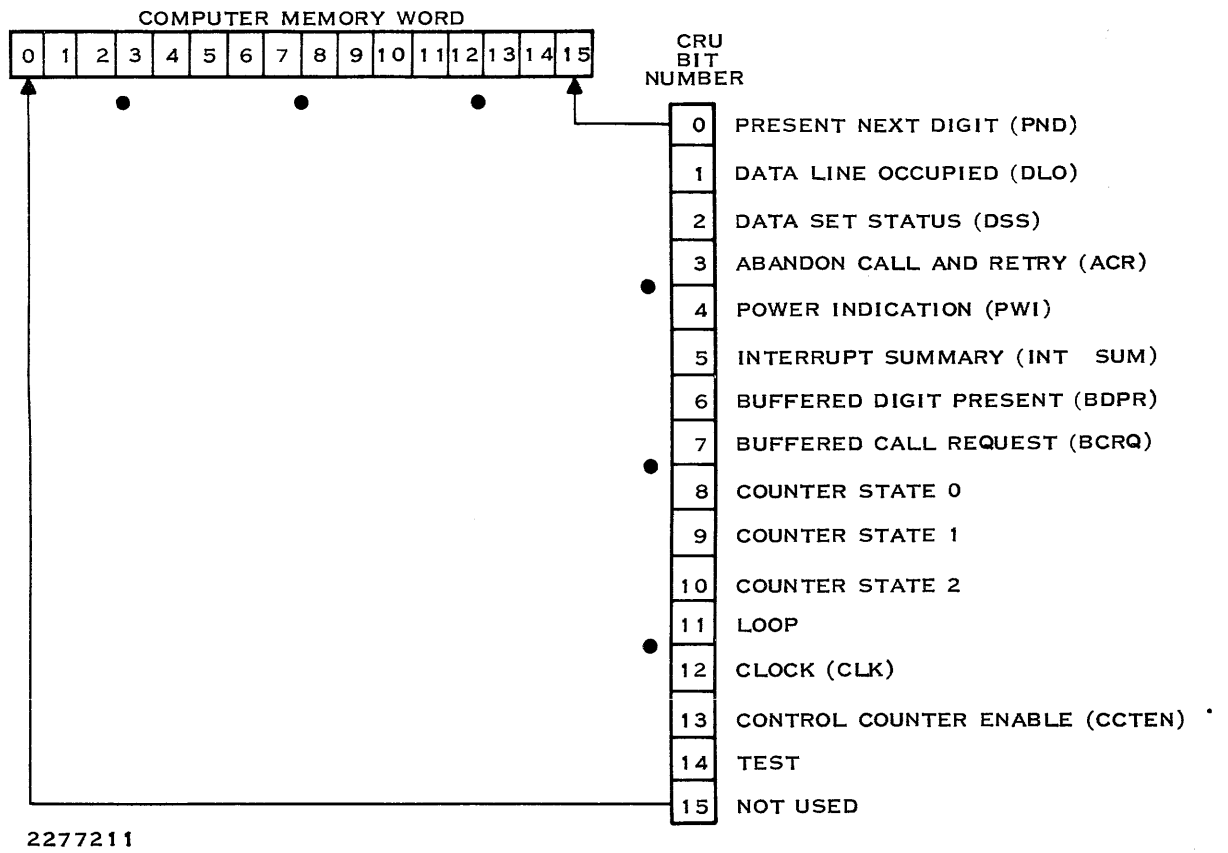 COMPUTER MEMORY WORD
0 1 2 3 4 5 6 7 8 9 10 11 12 13 14 15
CRU
BIT
NUMBER
0 PRESENT NEXT DIGIT (PND)
1 DATA LINE OCCUPIED (DLO)
2 DATA SET STATUS (DSS)
3 ABANDON CALL AND RETRY (ACR)
4 POWER INDICATION (PWI)
5 INTERRUPT SUMMARY (INT SUM)
6 BUFFERED DIGIT PRESENT (BDPR)
7 BUFFERED CALL REQUEST (BCRQ)
8 COUNTER STATE 0
9 COUNTER STATE 1
10 COUNTER STATE 2
11 LOOP
12 CLOCK (CLK)
13 CONTROL COUNTER ENABLE (CCTEN)
14 TEST
15 NOT USED
2277211